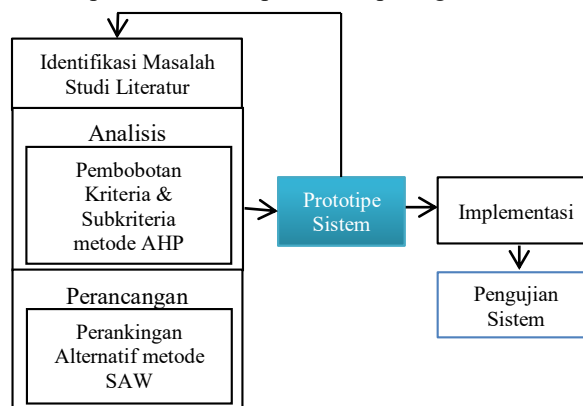 Identifikasi Masalah
Studi Literatur
Analisis
Pembobotan
Kriteria &
Subkriteria
metode AHP
Perancangan
Perankingan
Alternatif metode
SAW
Prototipe
Sistem
Implementasi
Pengujian
Sistem